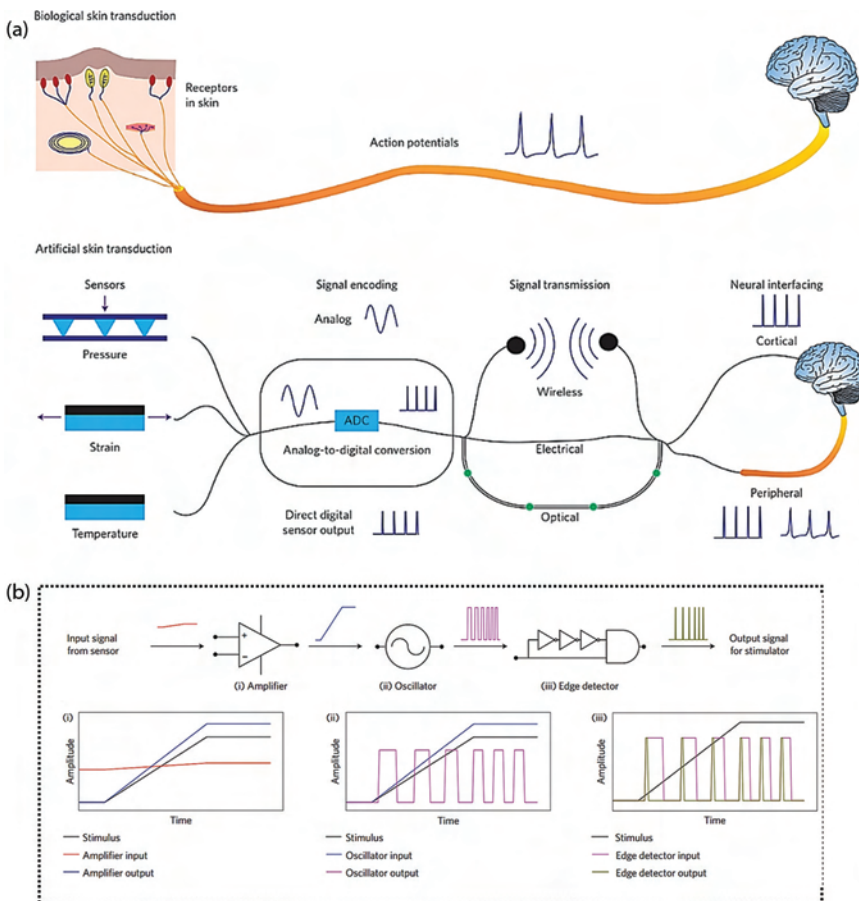 (a)
Biological skin transduction
Receptors
in skin
Action potentials
Artificial skin transduction
Sensors
Signal encoding
Signal transmission
Neural interfacing
Analog
Cortical
Pressure
Wireless
ADC
Strain
Analog-to-digital conversion
Electrical
Peripheral
Temperature
Direct digital
sensor output
Optical
(b)
Input signal
from sensor
+
−
Output signal
for stimulator
(i) Amplifier
(ii) Oscillator
(iii) Edge detector
(i)
Amplitude
Time
Stimulus
Amplifier input
Amplifier output
(ii)
Amplitude
Time
Stimulus
Oscillator input
Oscillator output
(iii)
Amplitude
Time
Stimulus
Edge detector input
Edge detector output